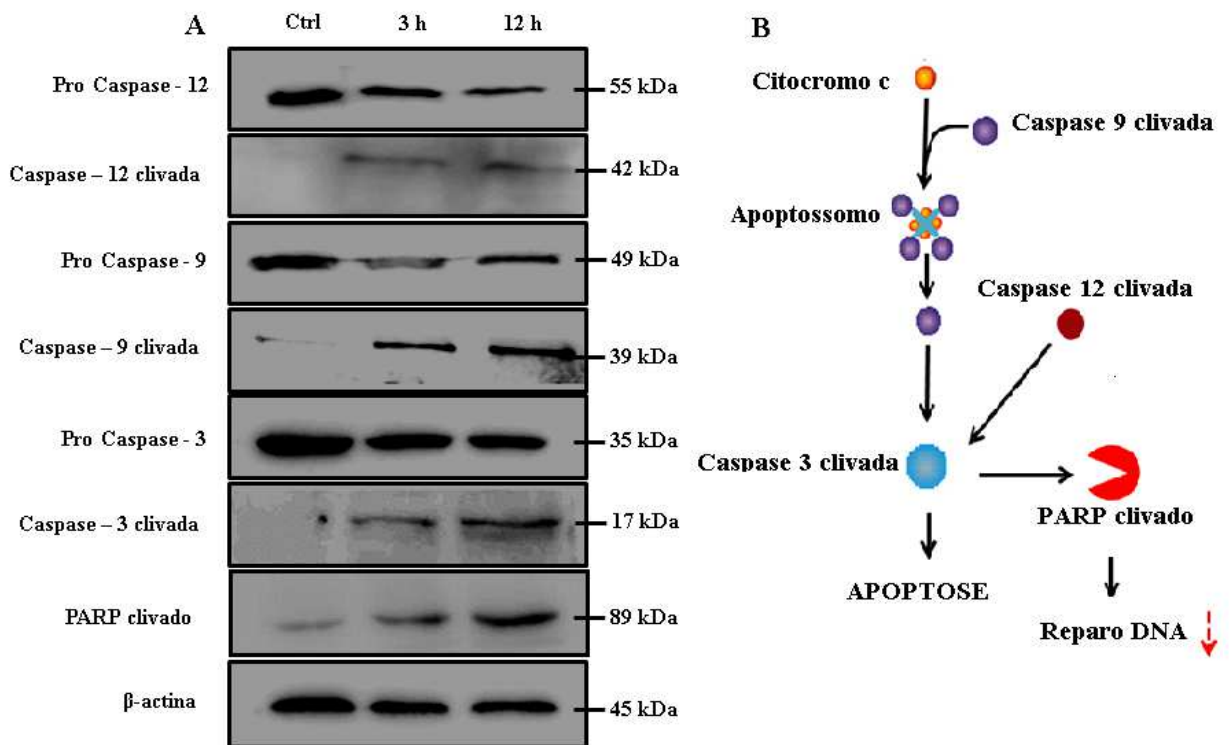 A
Ctrl
3 h
12 h
Pro Caspase - 12
55 kDa
Caspase – 12 clivada
42 kDa
Pro Caspase - 9
49 kDa
Caspase – 9 clivada
39 kDa
Pro Caspase - 3
35 kDa
Caspase – 3 clivada
17 kDa
PARP clivado
89 kDa
β-actina
45 kDa
B
Citocromo c
Caspase 9 clivada
Apoptossomo
Caspase 12 clivada
Caspase 3 clivada
PARP clivado
APOPTOSE
Reparo DNA